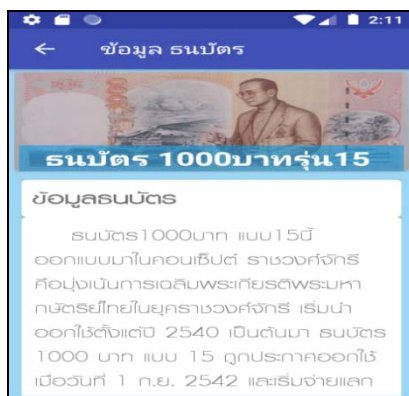 2:11
ข้อมูล ธนบัตร
1000
ธนบัตร 1000บาทรุ่น15
ข้อมูลธนบัตร
ธนบัตร1000บาท แบบ15นี้
ออกแบบมาในคอนเซ็ปต์ ราชวงศ์จักรี
คือมุ่งเน้นการเฉลิมพระเกียรติพระมหา
กษัตริย์ไทยในยุคราชวงศ์จักรี เริ่มนำ
ออกใช้ตั้งแต่ปี 2540 เป็นต้นมา ธนบัตร
1000 บาท แบบ 15 ถูกประกาศออกใช้
เมื่อวันที่ 1 ก.ย. 2542 และเริ่มจ่ายแลก